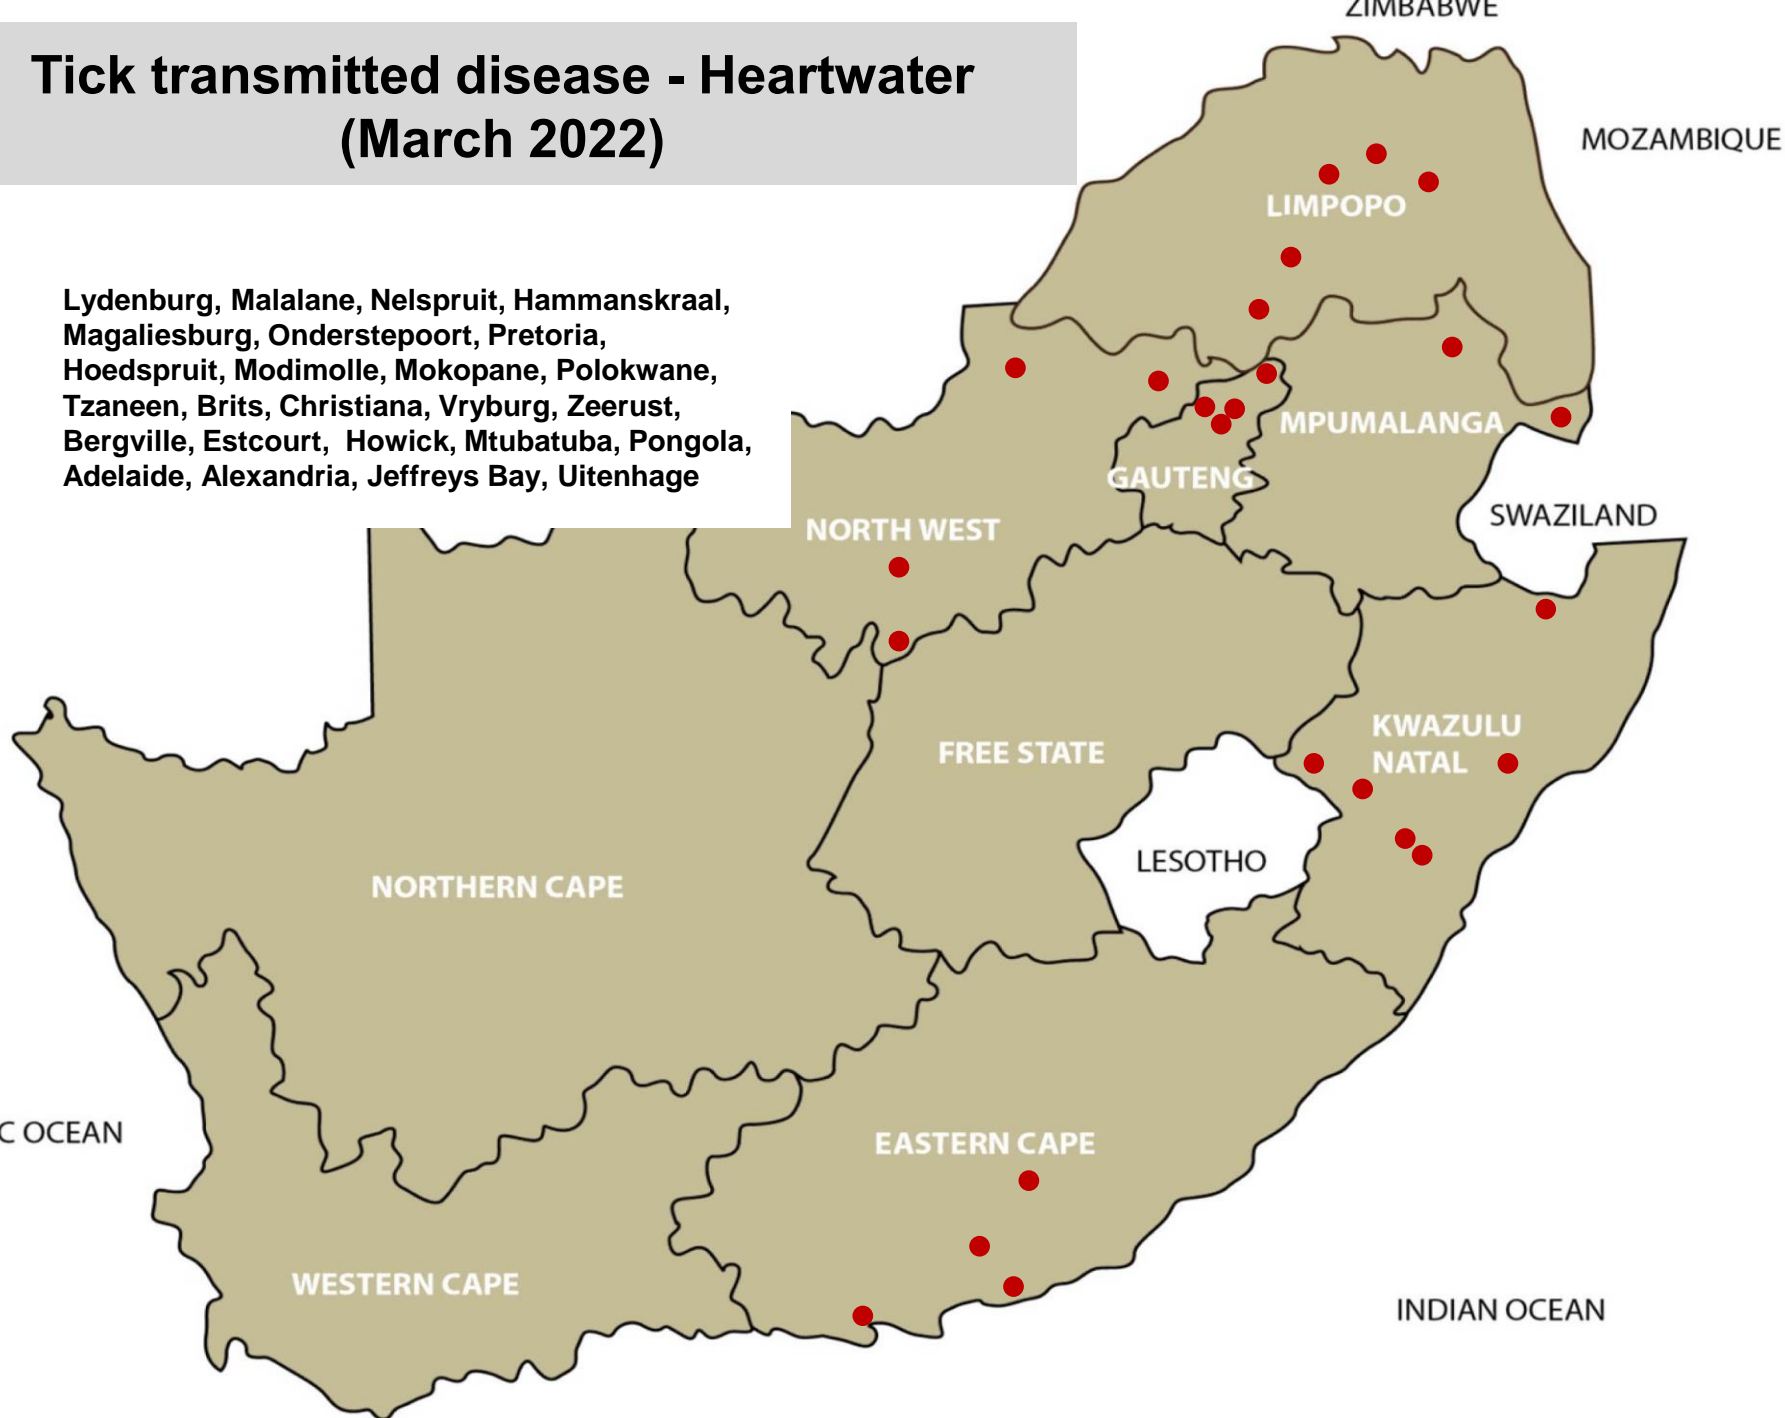 ZIMBABWE
Tick transmitted disease - Heartwater
(March 2022)
MOZAMBIQUE
LIMPOPO
Lydenburg, Malalane, Nelspruit, Hammanskraal,
Magaliesburg, Onderstepoort, Pretoria,
Hoedspruit, Modimolle, Mokopane, Polokwane,
Tzaneen, Brits, Christiana, Vryburg, Zeerust,
Bergville, Estcourt,  Howick, Mtubatuba, Pongola,
Adelaide, Alexandria, Jeffreys Bay, Uitenhage
MPUMALANGA
GAUTENG
SWAZILAND
NORTH WEST
KWAZULU
NATAL
FREE STATE
LESOTHO
NORTHERN CAPE
C OCEAN
EASTERN CAPE
WESTERN CAPE
INDIAN OCEAN